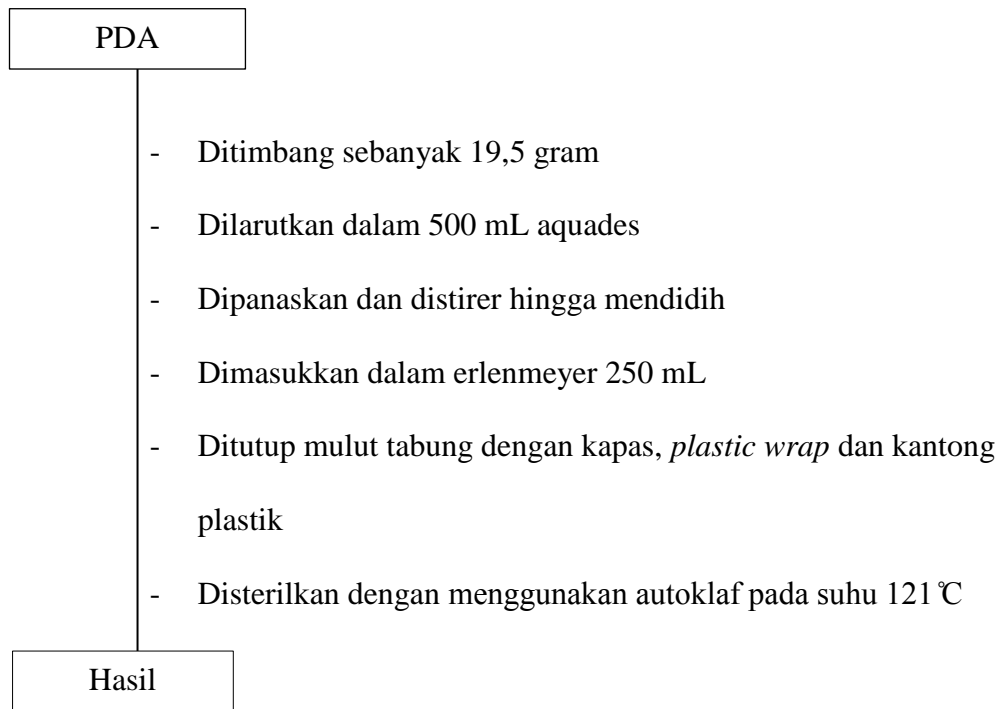 PDA
- Ditimbang sebanyak 19,5 gram
- Dilarutkan dalam 500 mL aquades
- Dipanaskan dan distirer hingga mendidih
- Dimasukkan dalam erlenmeyer 250 mL
- Ditutup mulut tabung dengan kapas, plastic wrap dan kantong
plastik
- Disterilkan dengan menggunakan autoklaf pada suhu 121℃
Hasil